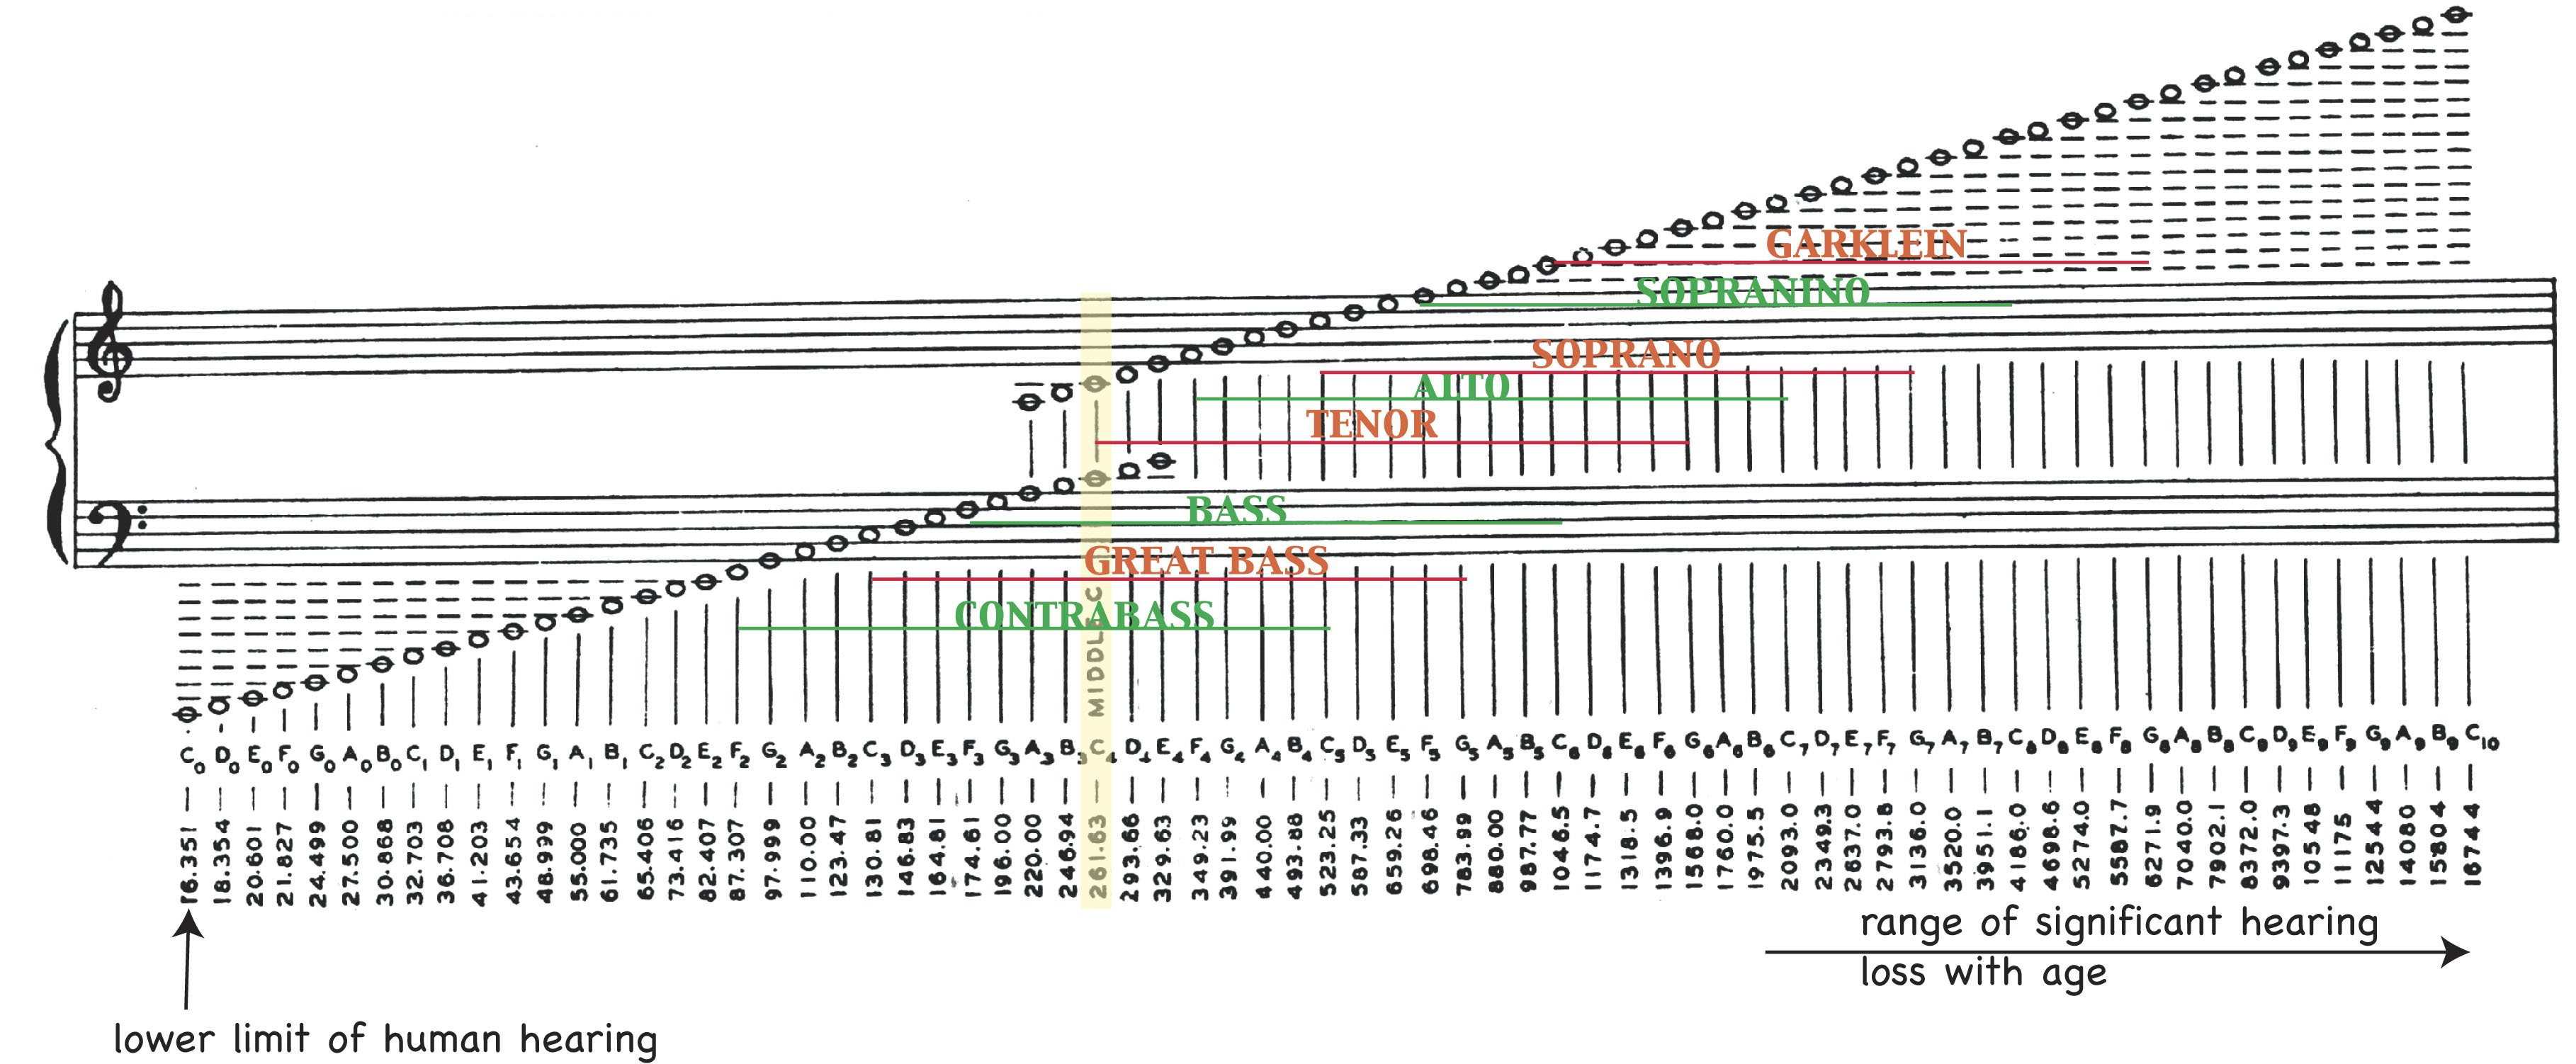 GARKLEIN
SOPRANINO
SOPRANO
ALTO
TENOR
BASS
GREAT BASS
CONTRABASS
MIDDLE C
C0 D0 E0 F0 G0 A0 B0 C1 D1 E1 F1 G1 A1 B1 C2 D2 E2 F2 G2 A2 B2 C3 D3 E3 F3 G3 A3 B3 C4 D4 E4 F4 G4 A4 B4 C5 D5 E5 F5 G5 A5 B5 C6 D6 E6 F6 G6 A6 B6 C7 D7 E7 F7 G7 A7 B7 C8 D8 E8 F8 G8 A8 B8 C9 D9 E9 F9 G9 A9 B9 C10
16.351 18.354 20.601 21.827 24.499 27.500 30.868 32.703 36.708 41.203 43.654 48.999 55.000 61.735 65.406 73.416 82.407 87.307 97.999 110.00 123.47 130.81 146.83 164.81 174.61 196.00 220.00 246.94 261.63 293.66 329.63 349.23 391.99 440.00 493.88 523.25 587.33 659.26 698.46 783.99 880.00 987.77 1046.5 1174.7 1318.5 1396.9 1568.0 1760.0 1975.5 2093.0 2349.3 2637.0 2793.8 3136.0 3520.0 3951.1 4186.0 4698.6 5274.0 5587.7 6271.9 7040.0 7902.1 8372.0 9397.3 10548 11175 12544 14080 15804 16744
range of significant hearing
loss with age
lower limit of human hearing